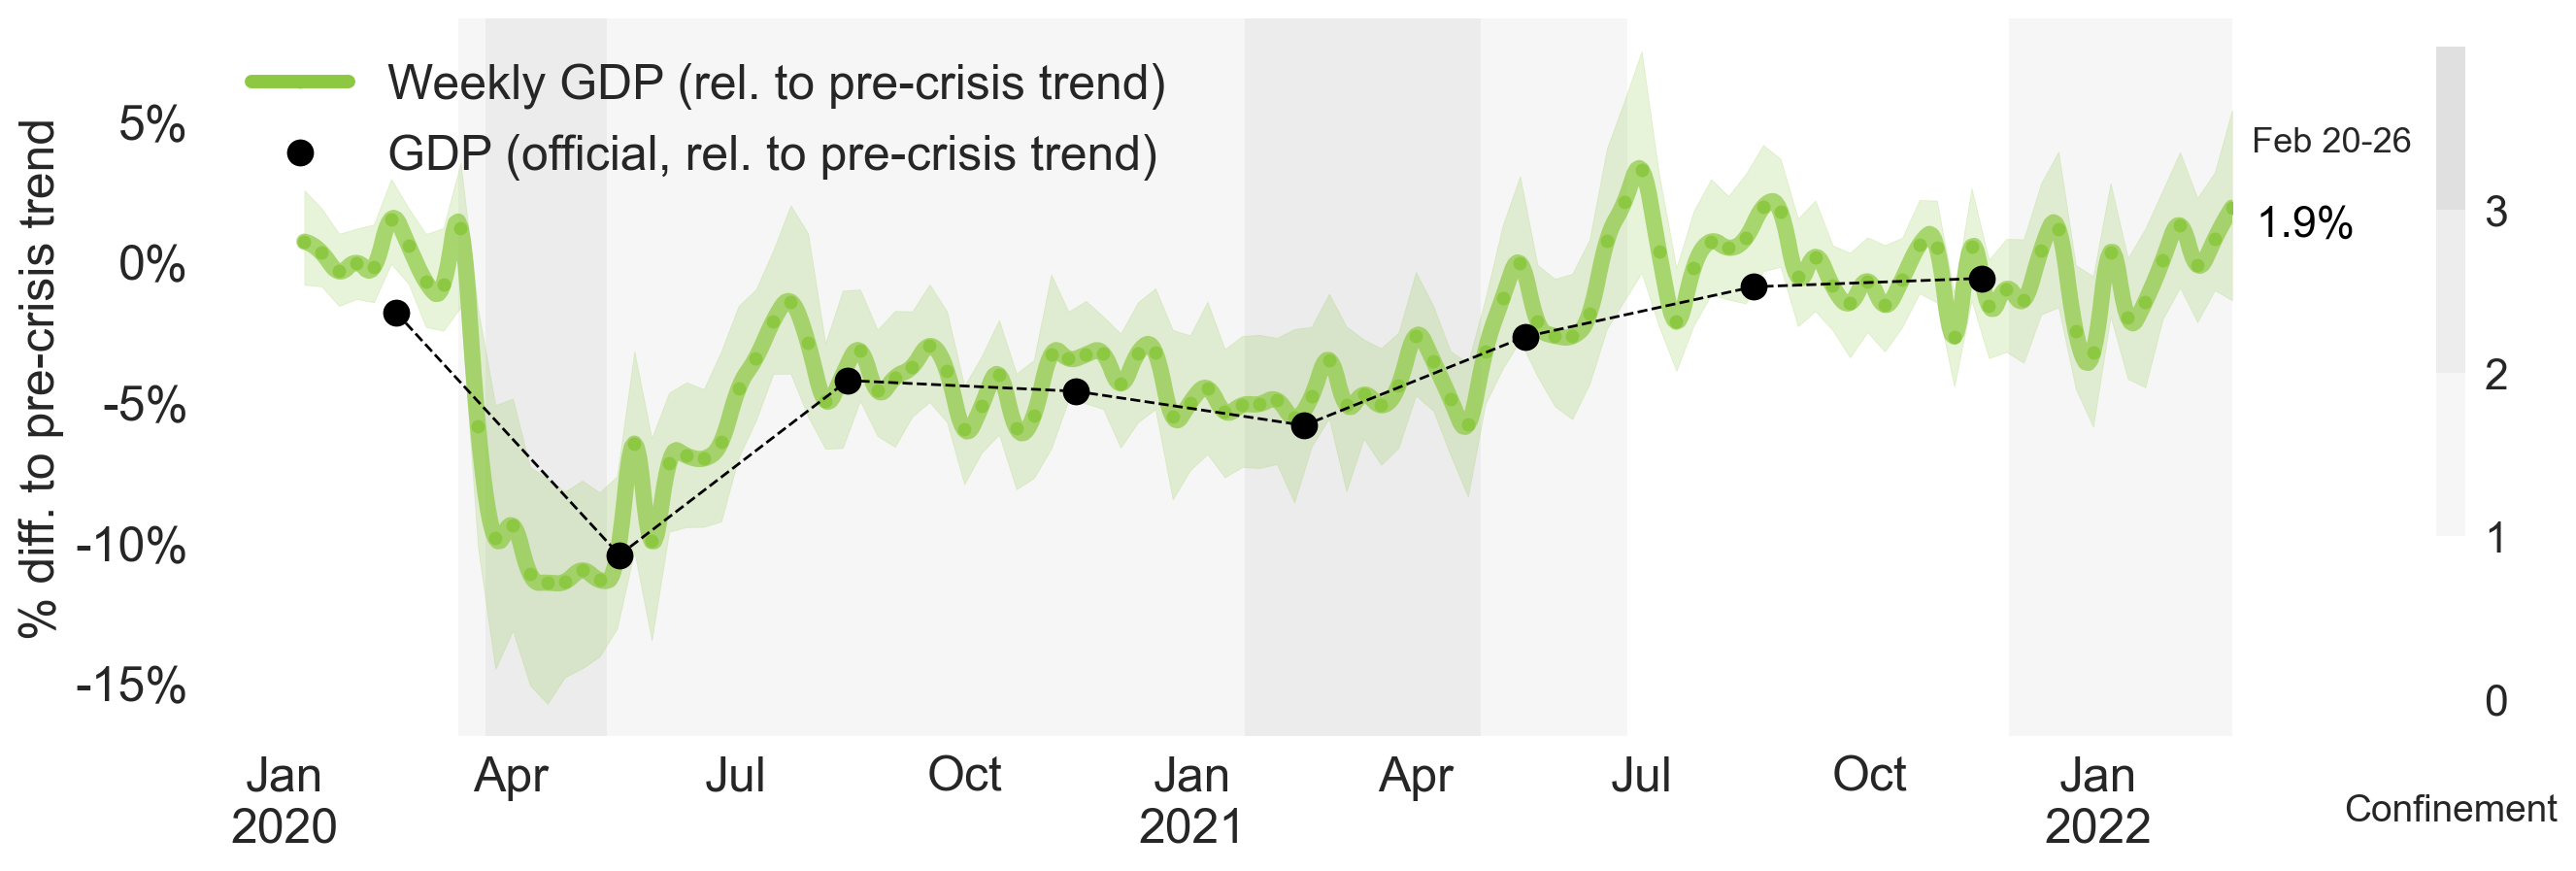 Weekly GDP (rel. to pre-crisis trend)
GDP (official, rel. to pre-crisis trend)
% diff. to pre-crisis trend
5%
0%
-5%
-10%
-15%
Jan
2020
Apr
Jul
Oct
Jan
2021
Apr
Jul
Oct
Jan
2022
Feb 20-26
1.9%
3
2
1
0
Confinement